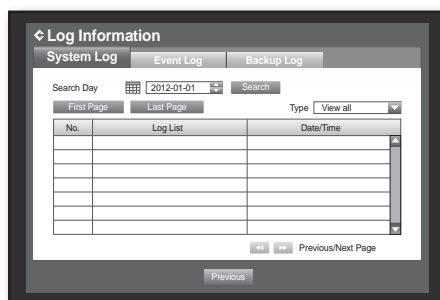 Log Information
System Log Event Log Backup Log
Search Day 2012-01-01 Search
First Page Last Page Type View all
No. Log List Date/Time
Previous/Next Page
Previous